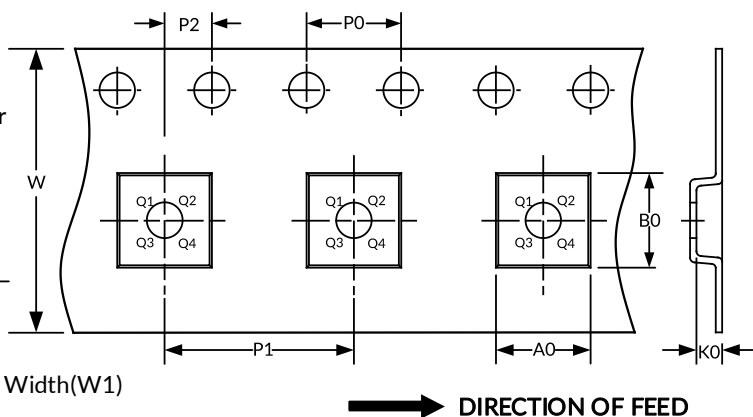 P2 P0
r
W
Q1 Q2 Q1 Q2 Q1 Q2
B0
Q3 Q4 Q3 Q4 Q3 Q4
P1 A0 K0
Width(W1)
DIRECTION OF FEED